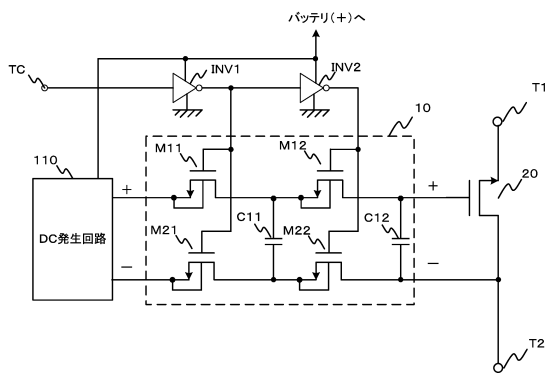 バッテリ(+)へ
TC
INV1
INV2
T1
10
M11
M12
110
+
+
20
C11
C12
M21
M22
DC発生回路
−
−
T2